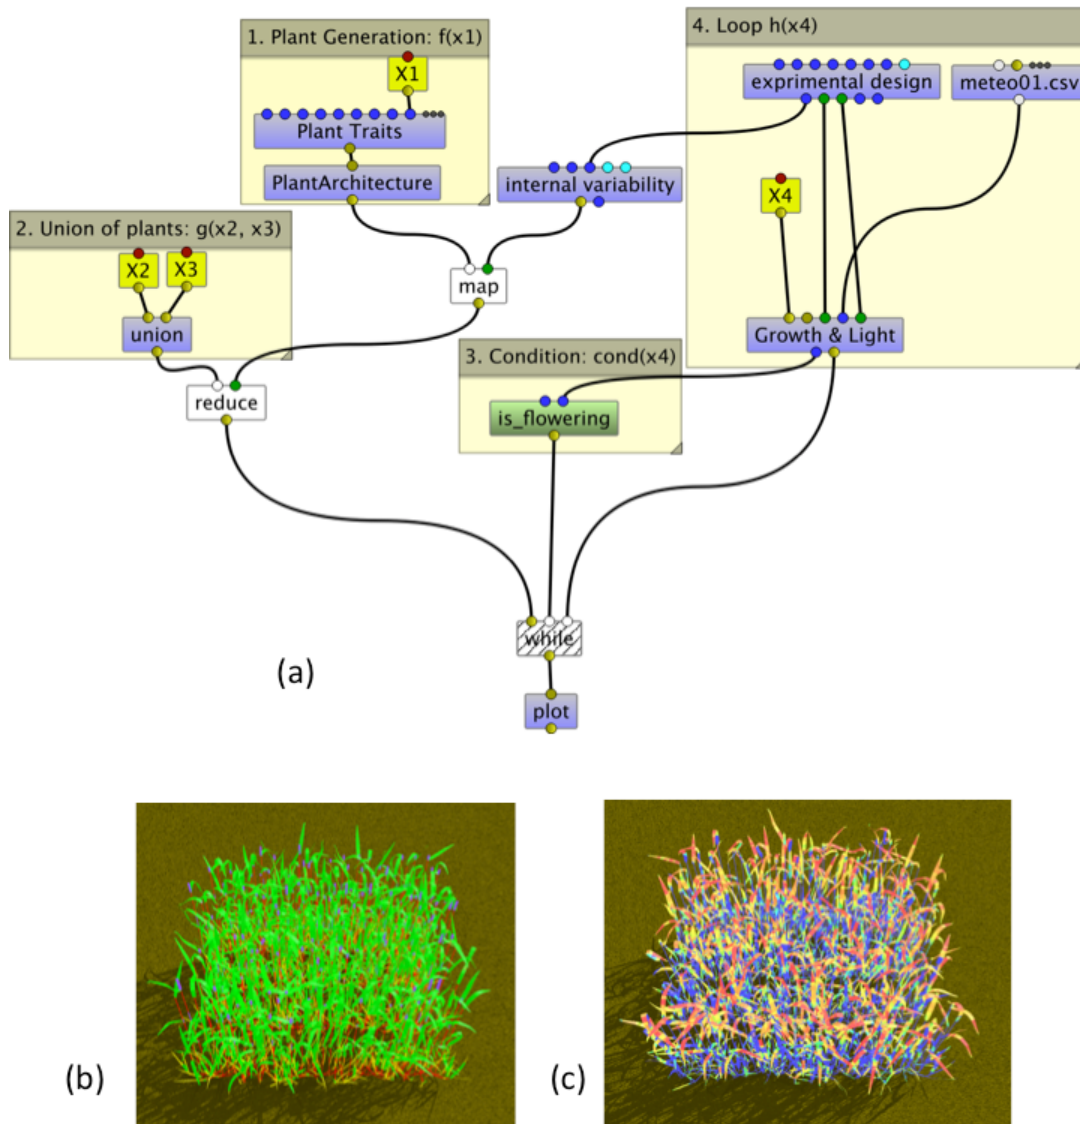 1. Plant Generation: f(x1)
X1
Plant Traits
PlantArchitecture
internal variability
4. Loop h(x4)
exprimental design
meteo01.csv
X4
Growth & Light
2. Union of plants: g(x2, x3)
X2
X3
union
map
reduce
3. Condition: cond(x4)
is_flowering
while
plot
(a)
(b)
(c)